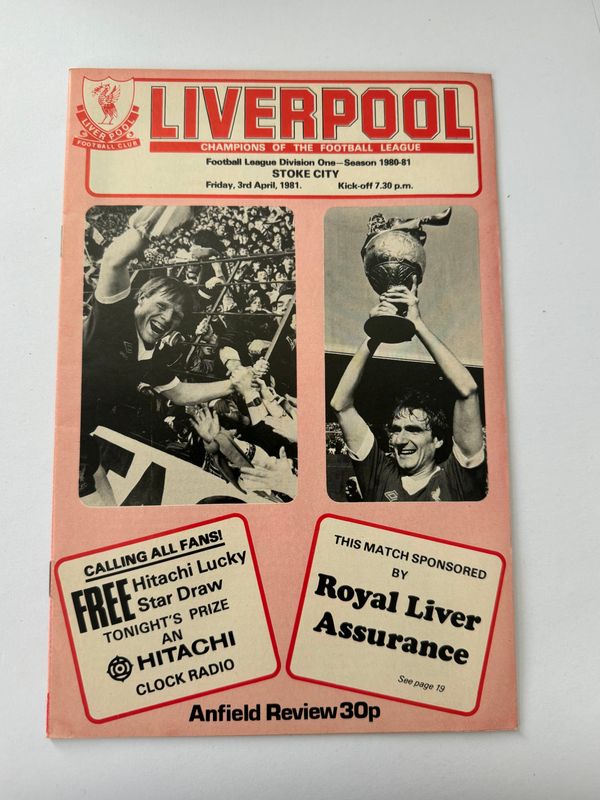 LIVERPOOL
FOOTBALL CLUB
LIVERPOOL
CHAMPIONS OF THE FOOTBALL LEAGUE
Football League Division One—Season 1980-81
STOKE CITY
Friday, 3rd April, 1981. Kick-off 7.30 p.m.
CALLING ALL FANS!
FREE Hitachi Lucky
Star Draw
TONIGHT'S PRIZE
AN
HITACHI
CLOCK RADIO
THIS MATCH SPONSORED
BY
Royal Liver
Assurance
See page 19
Anfield Review 30p